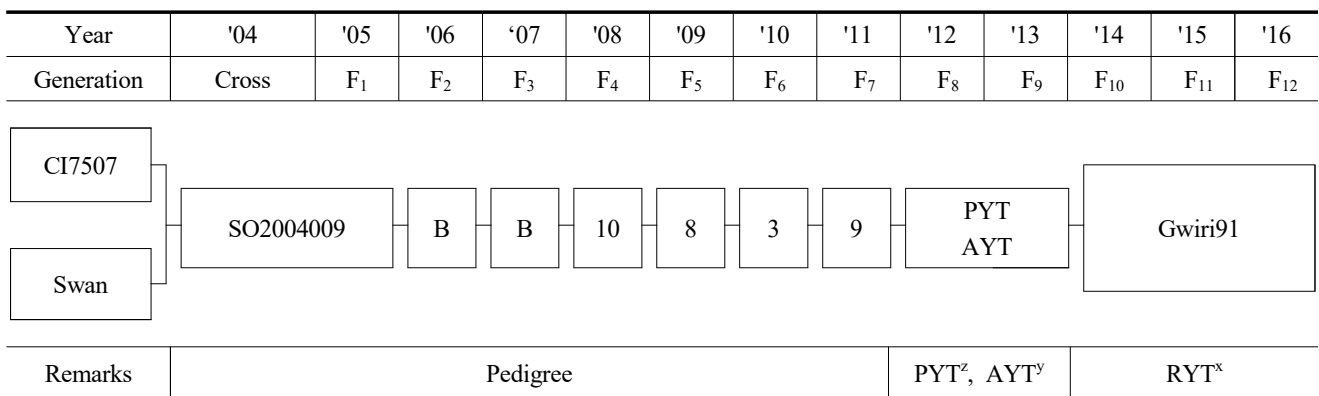 Year '04 '05 '06 ‘07 '08 '09 '10 '11 '12 '13 '14 '15 '16
Generation Cross F₁ F₂ F₃ F₄ F₅ F₆ F₇ F₈ F₉ F₁₀ F₁₁ F₁₂
CI7507
Swan
SO2004009 B B 10 8 3 9
PYT
AYT
Gwiri91
Remarks Pedigree PYTᶻ, AYTʸ RYTˣ